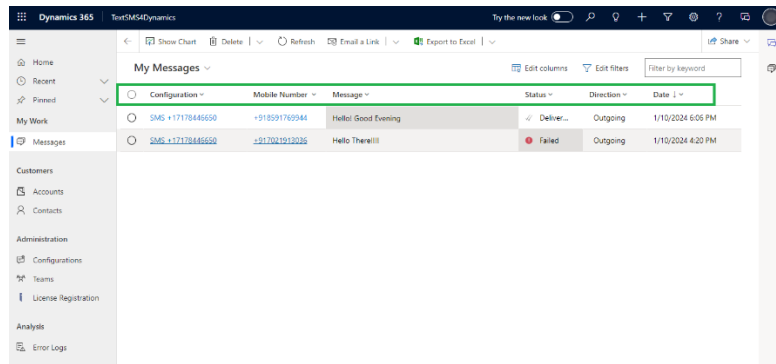 Dynamics 365 TextSMS4Dynamics Try the new look
Show Chart Delete Refresh Email a Link Export to Excel Share
Home
Recent
Pinned
My Work
Messages
Customers
Accounts
Contacts
Administration
Configurations
Teams
License Registration
Analysis
Error Logs
My Messages Edit columns Edit filters Filter by keyword
Configuration Mobile Number Message Status Direction Date
SMS +17178446650 +918591769944 Hello! Good Evening Deliver... Outgoing 1/10/2024 6:06 PM
SMS +17178446650 +917021913036 Hello There!!! Failed Outgoing 1/10/2024 4:20 PM